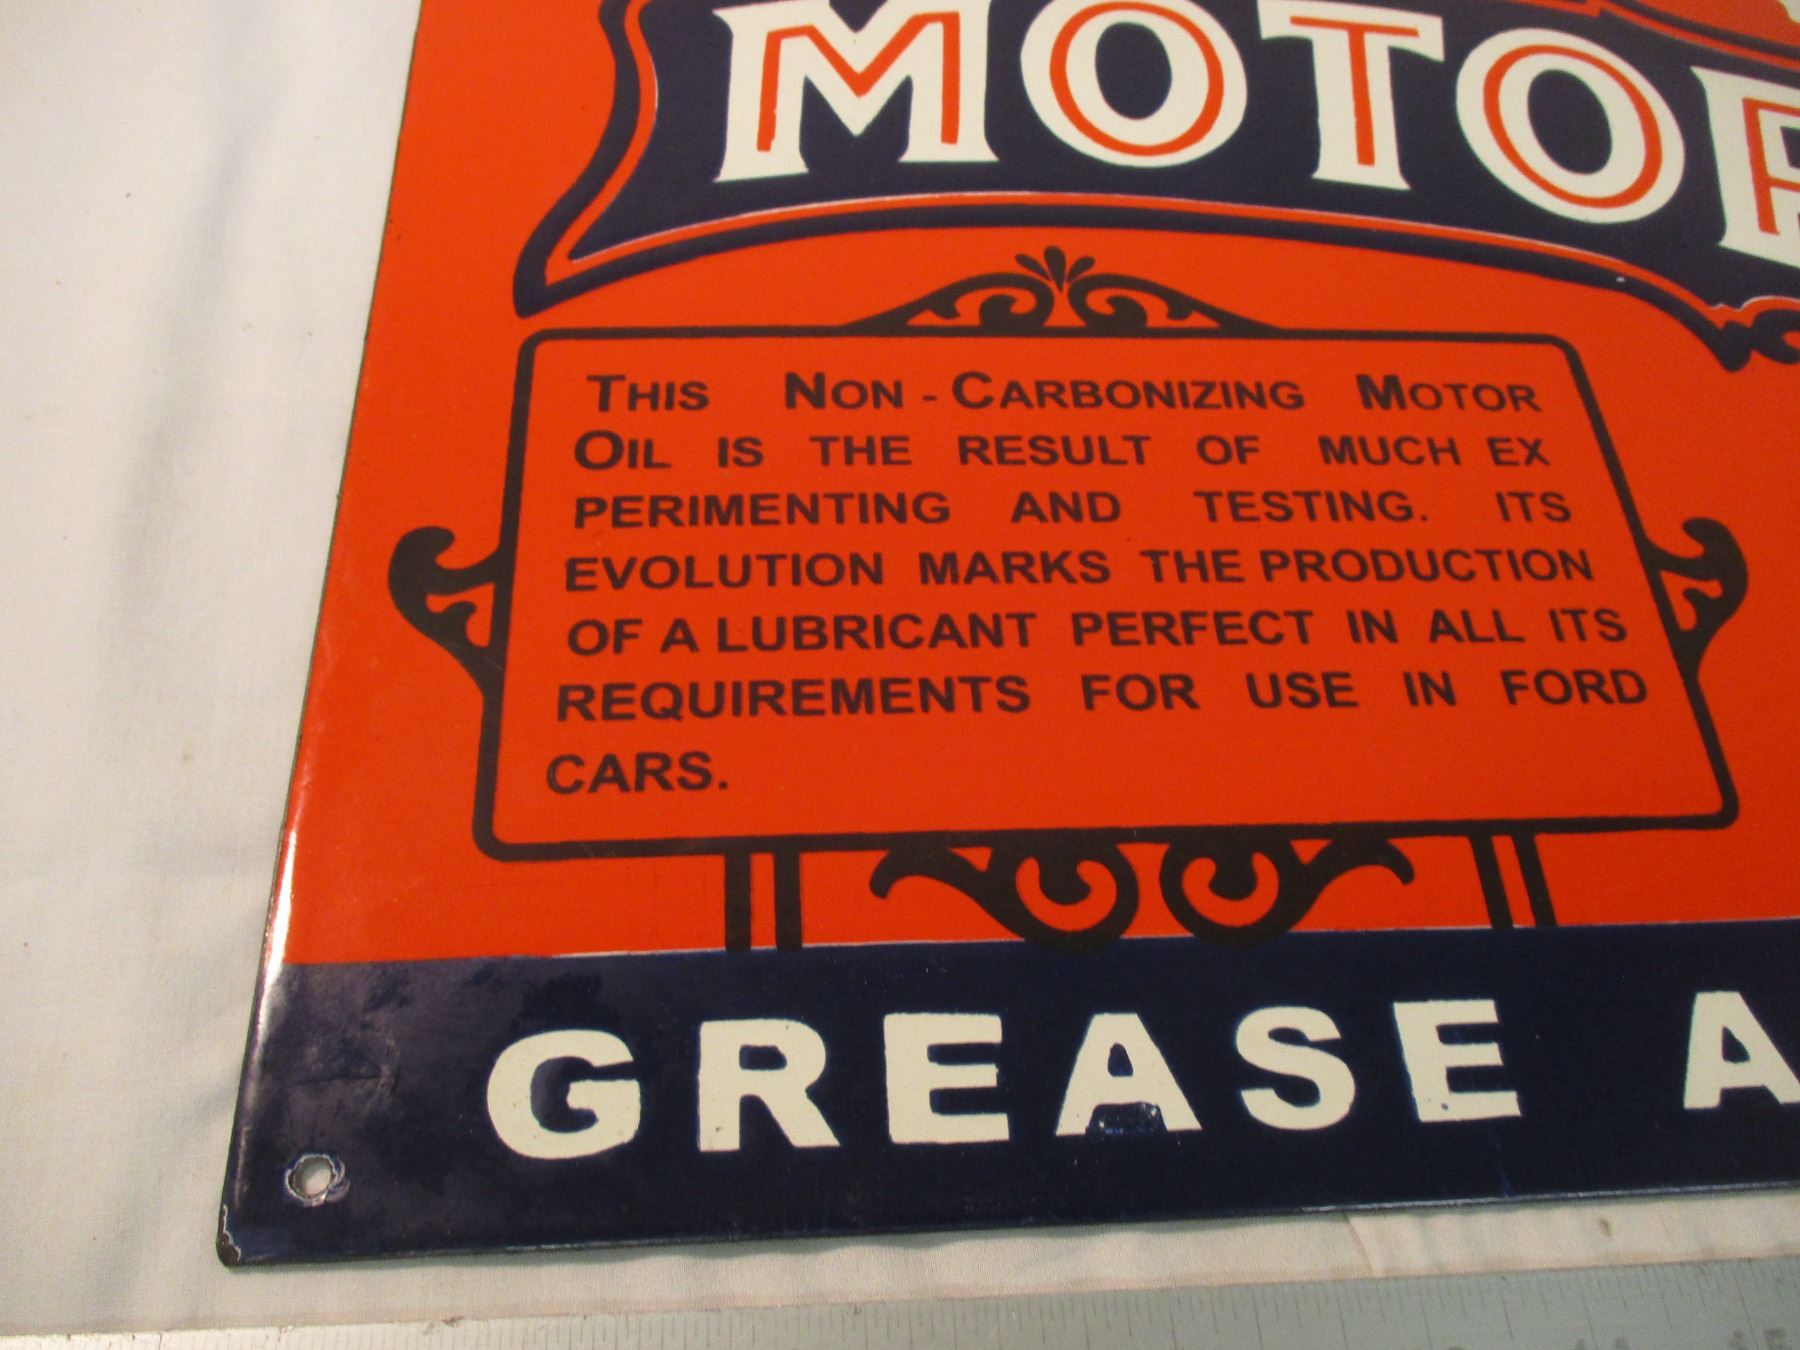 MOTOR
THIS NON-CARBONIZING MOTOR
OIL IS THE RESULT OF MUCH EX
PERIMENTING AND TESTING. ITS
EVOLUTION MARKS THE PRODUCTION
OF A LUBRICANT PERFECT IN ALL ITS
REQUIREMENTS FOR USE IN FORD
CARS.
GREASE A